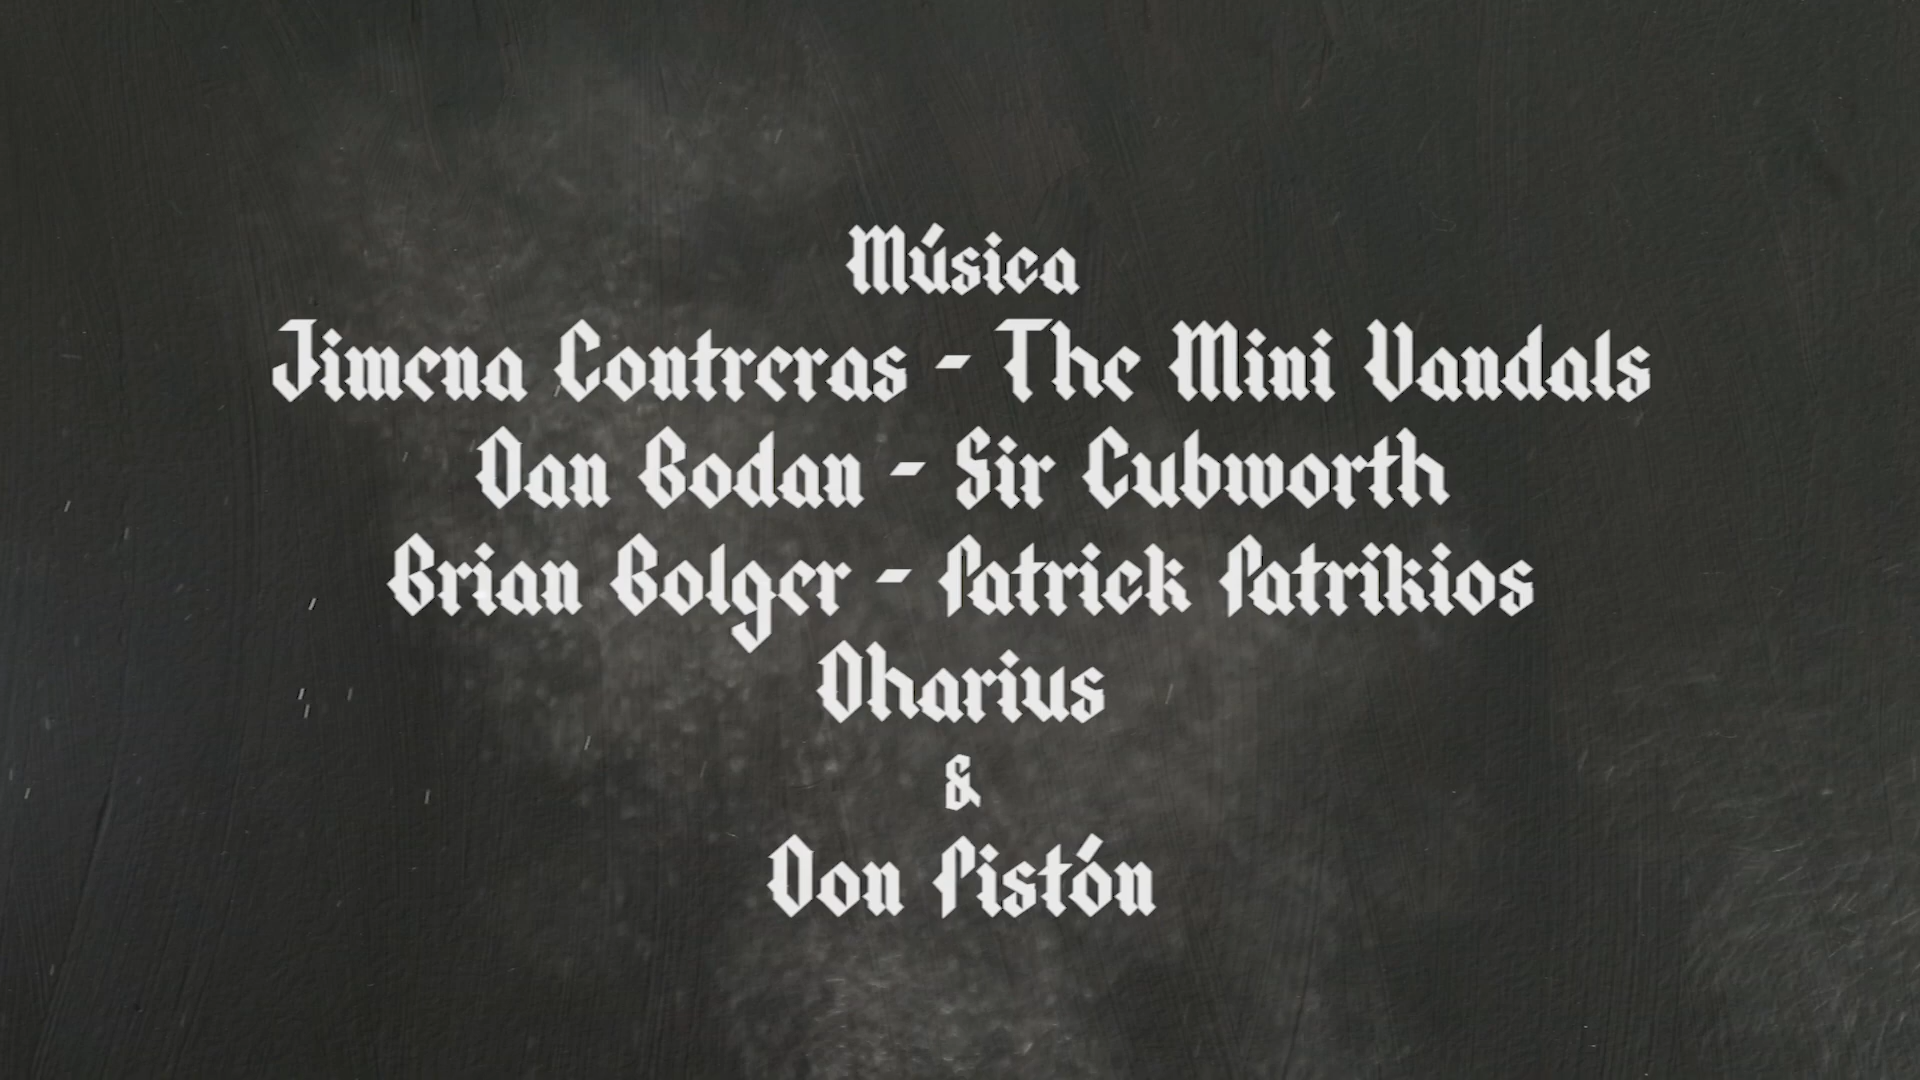 Música
Jimena Contreras - The Mini Vandals
Dan Bodan - Sir Cubworth
Brian Bolger - Patrick Patrikios
Dharius
&
Don Pistón